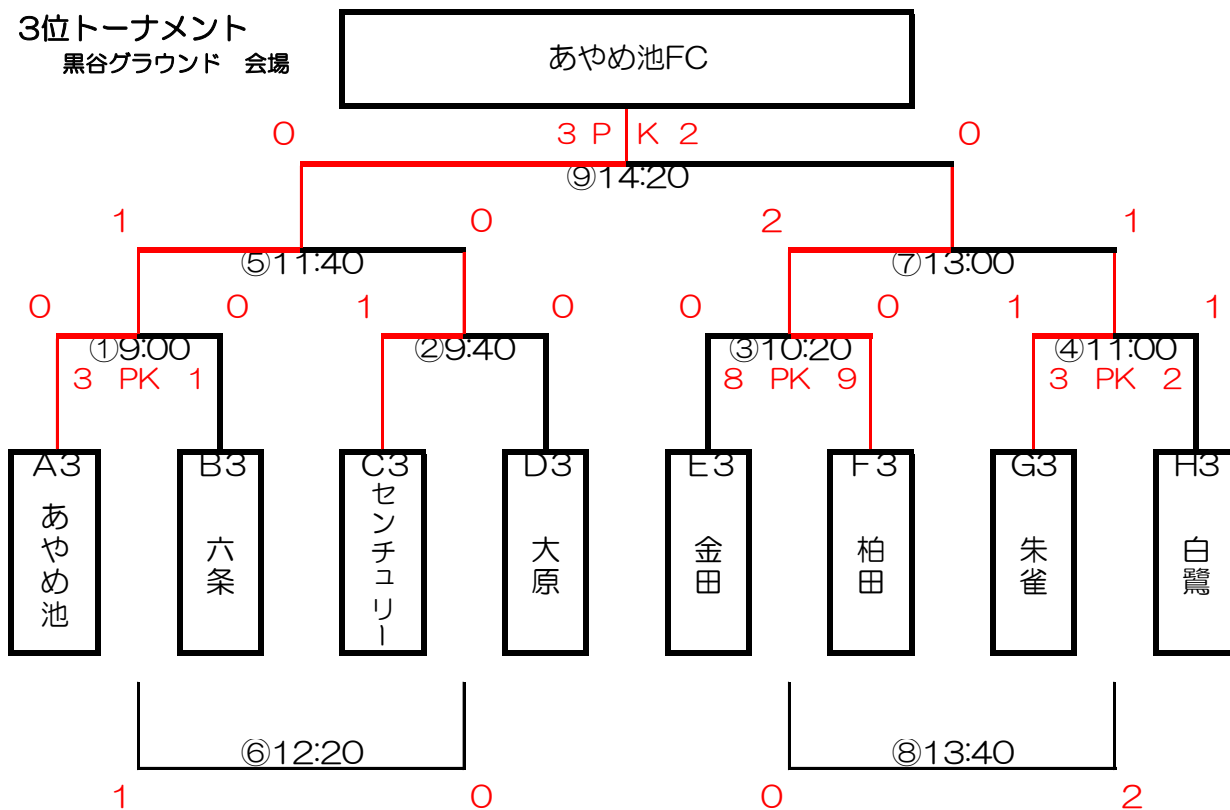 3位トーナメント
黒谷グラウンド　会場
あやめ池FC
0 3 P K 2 0
⑨14:20
1 0 2 1
⑤11:40 ⑦13:00
0 0 1 0 0 0 1 1
①9:00 ②9:40 ③10:20 ④11:00
3 PK 1 8 PK 9 3 PK 2
A3 B3 C3 D3 E3 F3 G3 H3
あやめ池
六条
センチュリー
大原
金田
柏田
朱雀
白鷺
⑥12:20 ⑧13:40
1 0 0 2